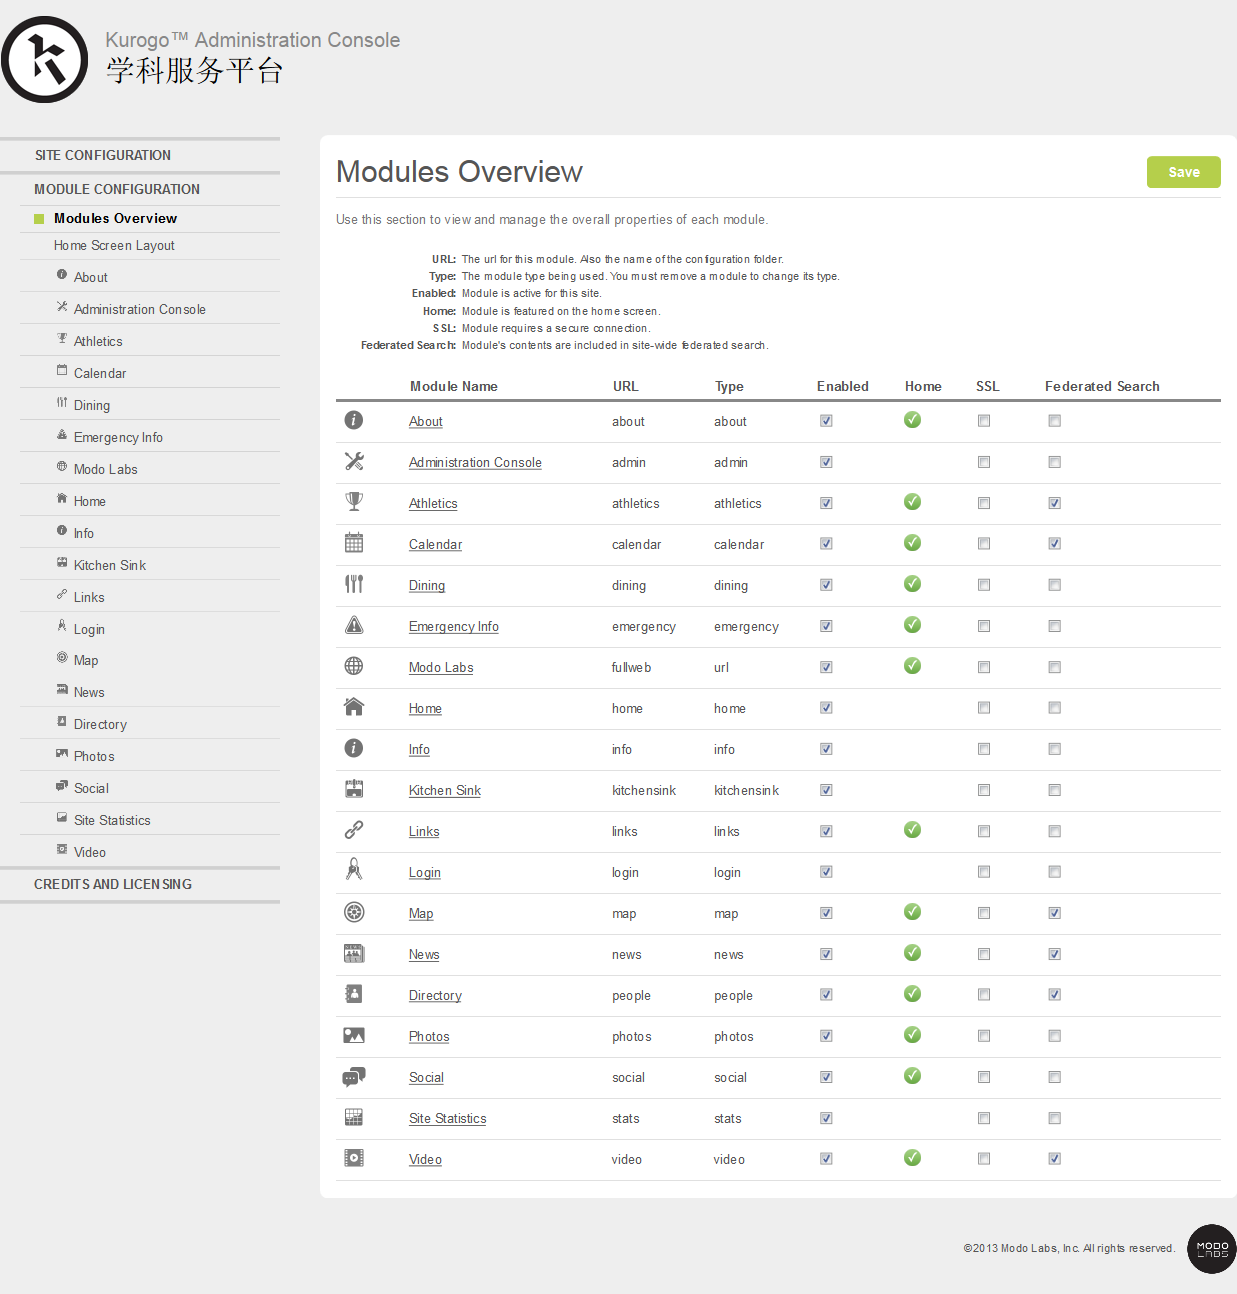 Kurogo™ Administration Console
学科服务平台
SITE CONFIGURATION
MODULE CONFIGURATION
Modules Overview
Home Screen Layout
About
Administration Console
Athletics
Calendar
Dining
Emergency Info
Modo Labs
Home
Info
Kitchen Sink
Links
Login
Map
News
Directory
Photos
Social
Site Statistics
Video
CREDITS AND LICENSING
Modules Overview
Save
Use this section to view and manage the overall properties of each module.
URL: The url for this module. Also the name of the configuration folder.
Type: The module type being used. You must remove a module to change its type.
Enabled: Module is active for this site.
Home: Module is featured on the home screen.
SSL: Module requires a secure connection.
Federated Search: Module's contents are included in site-wide federated search.
Module Name URL Type Enabled Home SSL Federated Search
About about about
Administration Console admin admin
Athletics athletics athletics
Calendar calendar calendar
Dining dining dining
Emergency Info emergency emergency
Modo Labs fullweb url
Home home home
Info info info
Kitchen Sink kitchensink kitchensink
Links links links
Login login login
Map map map
News news news
Directory people people
Photos photos photos
Social social social
Site Statistics stats stats
Video video video
©2013 Modo Labs, Inc. All rights reserved.
MODO
LABS